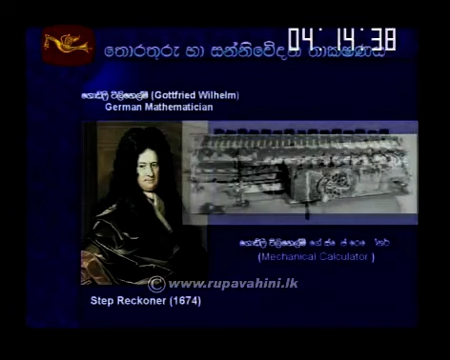 04:14:38
තොරතුරු හා සන්නිවේදන තාක්ෂණය
(Gottfried Wilhelm)
German Mathematician
(Mechanical Calculator )
© www.rupavahini.lk
Step Reckoner (1674)